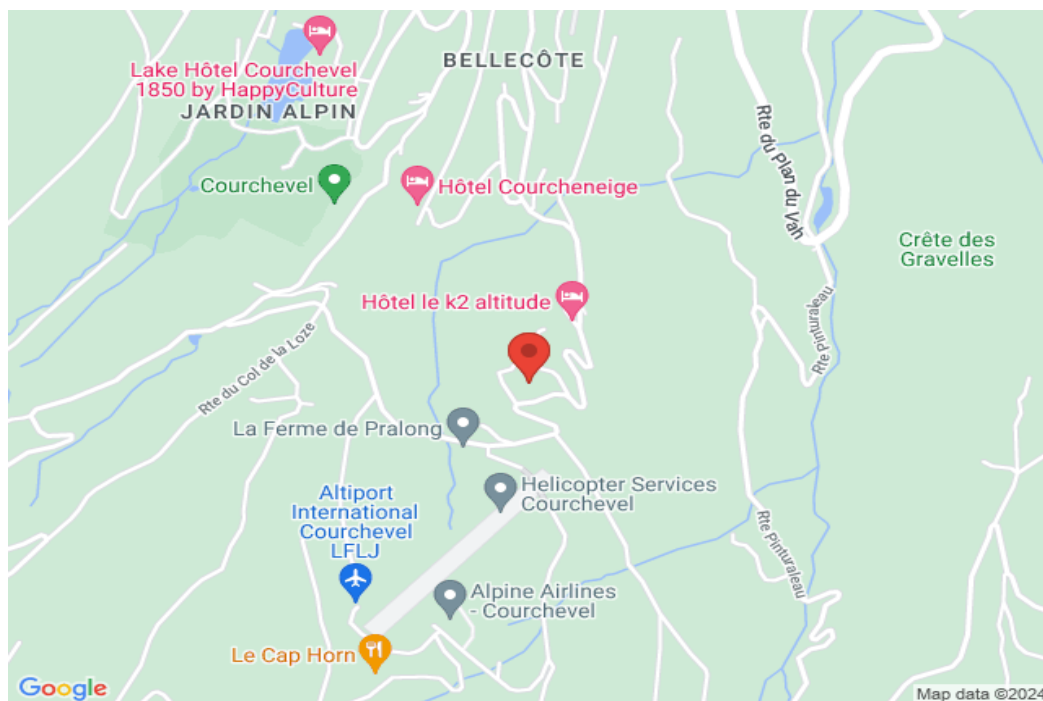 BELLECÔTE
Lake Hôtel Courchevel
1850 by HappyCulture
JARDIN ALPIN
Rte du Plan du Vah
Courchevel
Hôtel Courcheneige
Crête des
Gravelles
Hôtel le k2 altitude
Rte pinturaleau
Rte du Col de la Loze
La Ferme de Pralong
Helicopter Services
Courchevel
Altiport
International
Courchevel
LFLJ
Rte Pinturaleau
Alpine Airlines
- Courchevel
Le Cap Horn
Google
Map data ©2024